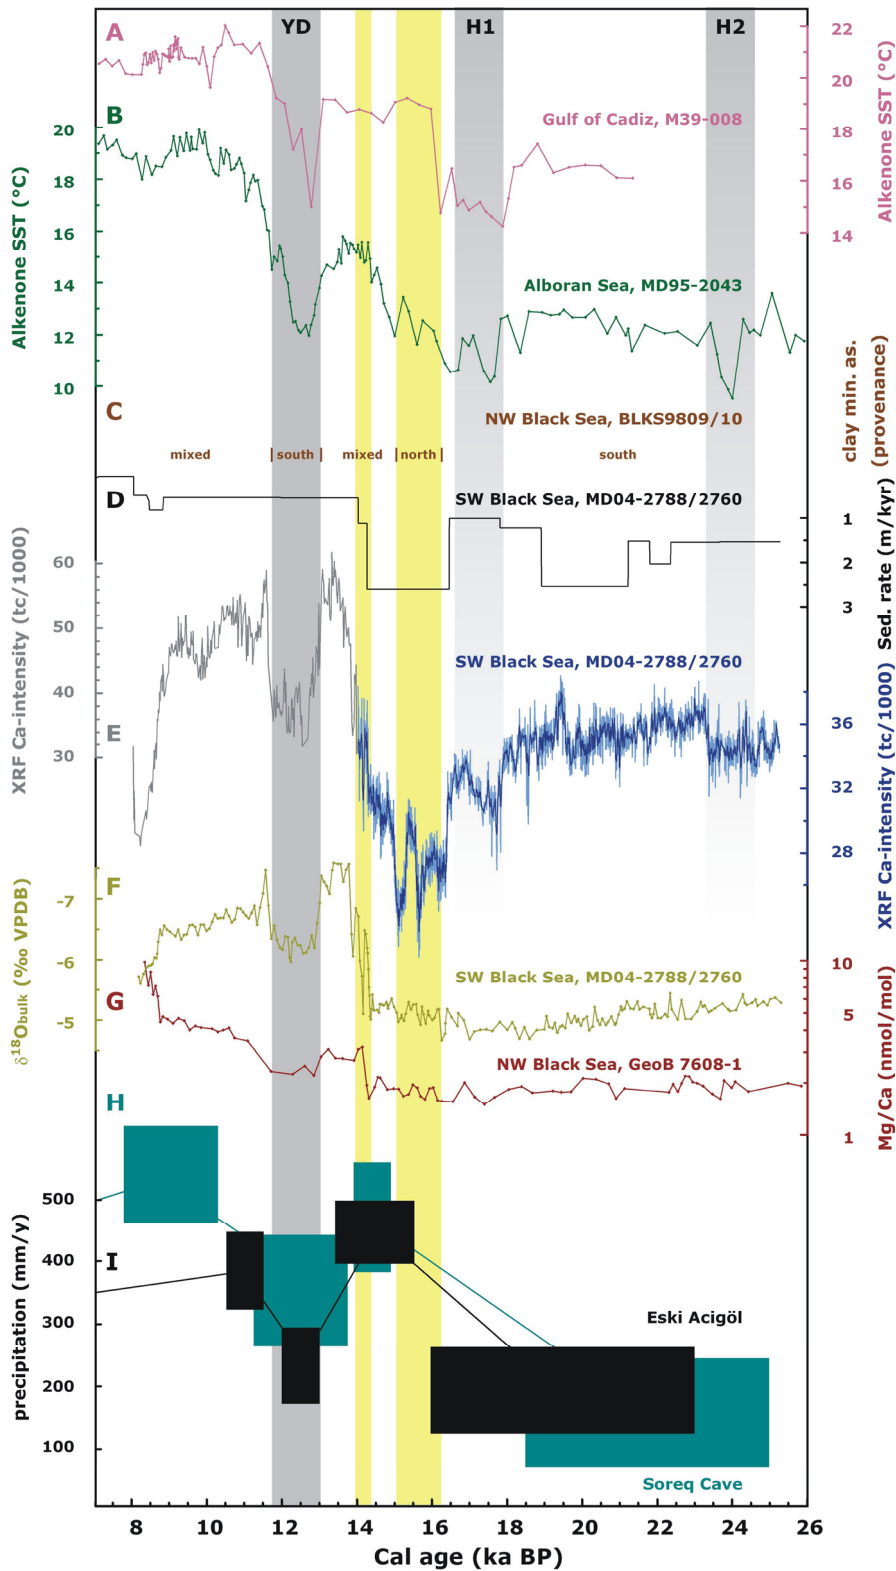 A
YD
H1
H2
22
20
18
16
14
Alkenone SST (°C)
Gulf of Cadiz, M39-008
B
20
18
16
14
12
10
Alkenone SST (°C)
Alboran Sea, MD95-2043
C
NW Black Sea, BLKS9809/10
clay min. as.
(provenance)
mixed | south | mixed | north | south
D
SW Black Sea, MD04-2788/2760
1
2
3
Sed. rate (m/kyr)
60
50
40
30
XRF Ca-intensity (tc/1000)
E
SW Black Sea, MD04-2788/2760
36
32
28
XRF Ca-intensity (tc/1000)
F
-7
-6
-5
δ18Obulk (‰ VPDB)
SW Black Sea, MD04-2788/2760
G
10
5
1
Mg/Ca (nmol/mol)
NW Black Sea, GeoB 7608-1
H
I
500
400
300
200
100
precipitation (mm/y)
Eski Acigöl
Soreq Cave
8 10 12 14 16 18 20 22 24 26
Cal age (ka BP)